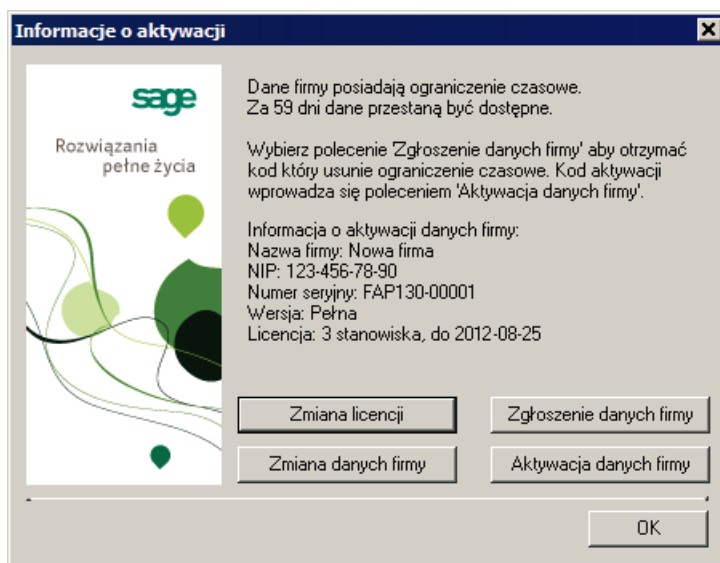 Informacje o aktywacji
sage
Rozwiązania
pełne życia
Dane firmy posiadają ograniczenie czasowe.
Za 59 dni dane przestaną być dostępne.
Wybierz polecenie 'Zgłoszenie danych firmy' aby otrzymać
kod który usunie ograniczenie czasowe. Kod aktywacji
wprowadza się poleceniem 'Aktywacja danych firmy'.
Informacja o aktywacji danych firmy:
Nazwa firmy: Nowa firma
NIP: 123-456-78-90
Numer seryjny: FAP130-00001
Wersja: Pełna
Licencja: 3 stanowiska, do 2012-08-25
Zmiana licencji
Zgłoszenie danych firmy
Zmiana danych firmy
Aktywacja danych firmy
OK